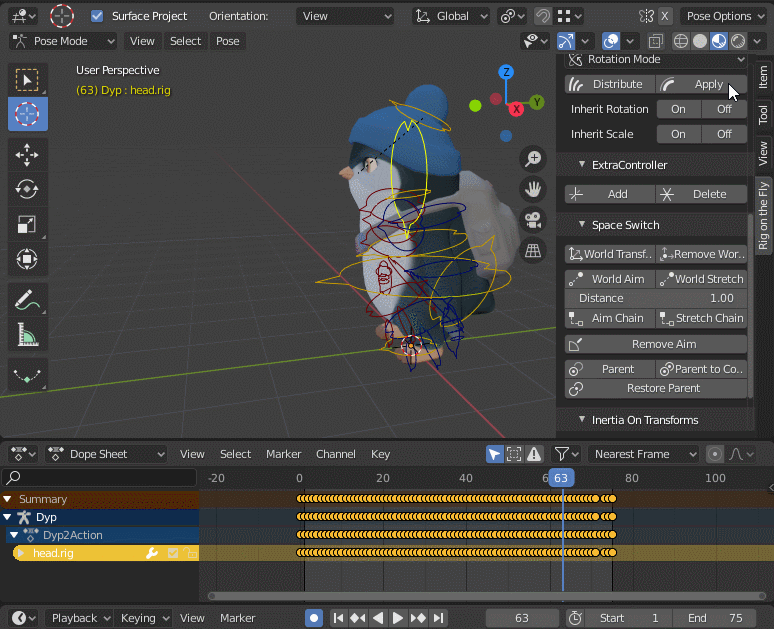 Surface Project Orientation: View Global X Pose Options
Pose Mode View Select Pose
User Perspective
(63) Dyp : head.rig
Z
Y
X
Rotation Mode
Distribute Apply
Inherit Rotation On Off
Inherit Scale On Off
ExtraController
Add Delete
Space Switch
World Transf.. Remove Wor..
World Aim World Stretch
Distance 1.00
Aim Chain Stretch Chain
Remove Aim
Parent Parent to Co..
Restore Parent
Inertia On Transforms
Item
Tool
View
Rig on the Fly
Dope Sheet View Select Marker Channel Key Nearest Frame
-20 0 20 40 63 80 100
Summary
Dyp
Dyp2Action
head.rig
Playback Keying View Marker 63 Start 1 End 75